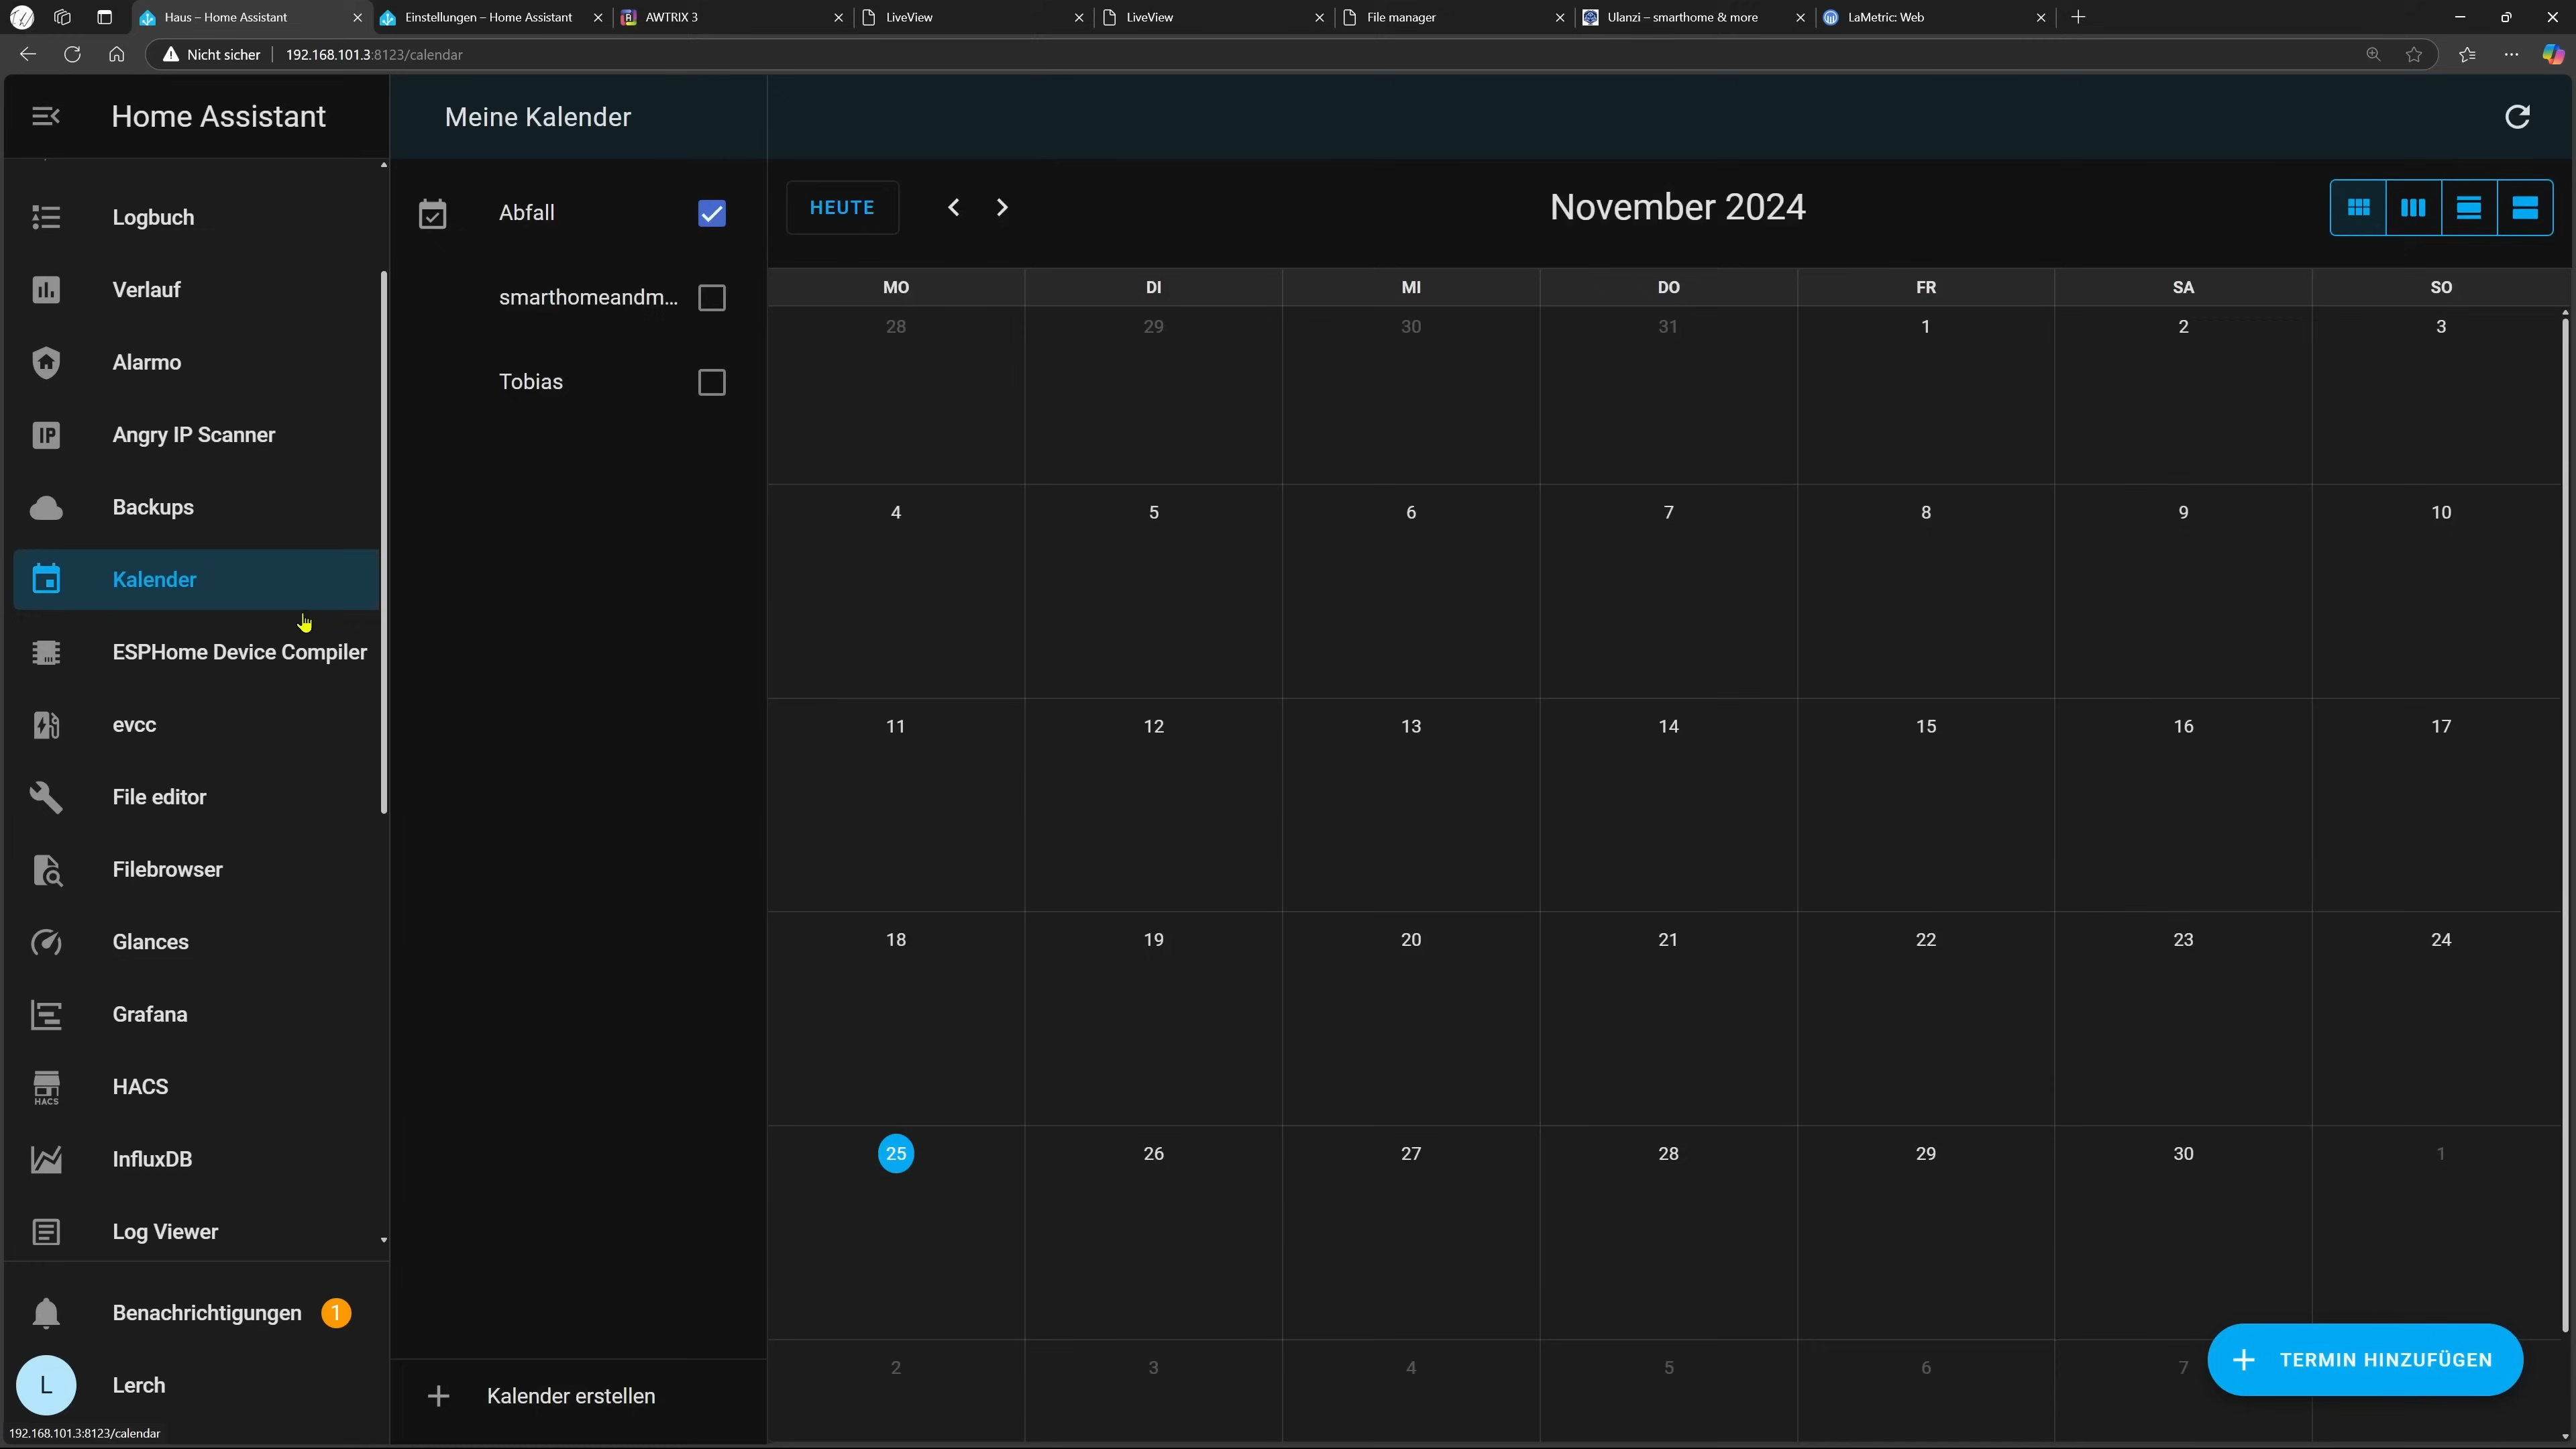 Haus – Home Assistant
Einstellungen – Home Assistant
AWTRIX 3
LiveView
LiveView
File manager
Ulanzi – smarthome & more
LaMetric: Web
Nicht sicher
192.168.101.3:8123/calendar
Home Assistant
Logbuch
Verlauf
Alarmo
IP
Angry IP Scanner
Backups
Kalender
ESPHome Device Compiler
evcc
File editor
Filebrowser
Glances
Grafana
HACS
HACS
InfluxDB
Log Viewer
Benachrichtigungen 1
L Lerch
192.168.101.3:8123/calendar
Meine Kalender
Abfall
smarthomeandm...
Tobias
Kalender erstellen
HEUTE
November 2024
MO DI MI DO FR SA SO
28 29 30 31 1 2 3
4 5 6 7 8 9 10
11 12 13 14 15 16 17
18 19 20 21 22 23 24
25 26 27 28 29 30 1
2 3 4 5 6 7
TERMIN HINZUFÜGEN